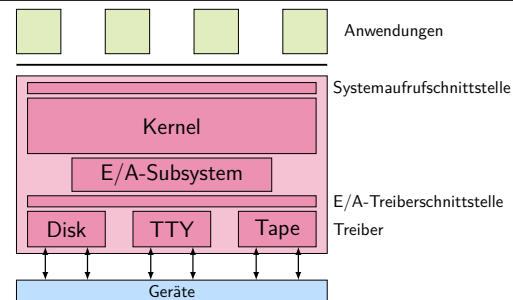 Anwendungen
Systemaufrufschnittstelle
Kernel
E/A-Subsystem
E/A-Treiberschnittstelle
Disk TTY Tape Treiber
Geräte